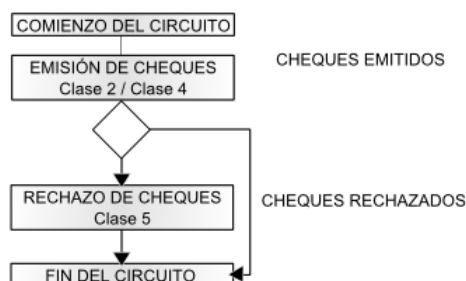 COMIENZO DEL CIRCUITO
EMISIÓN DE CHEQUES
Clase 2 / Clase 4
CHEQUES EMITIDOS
RECHAZO DE CHEQUES
Clase 5
CHEQUES RECHAZADOS
FIN DEL CIRCUITO